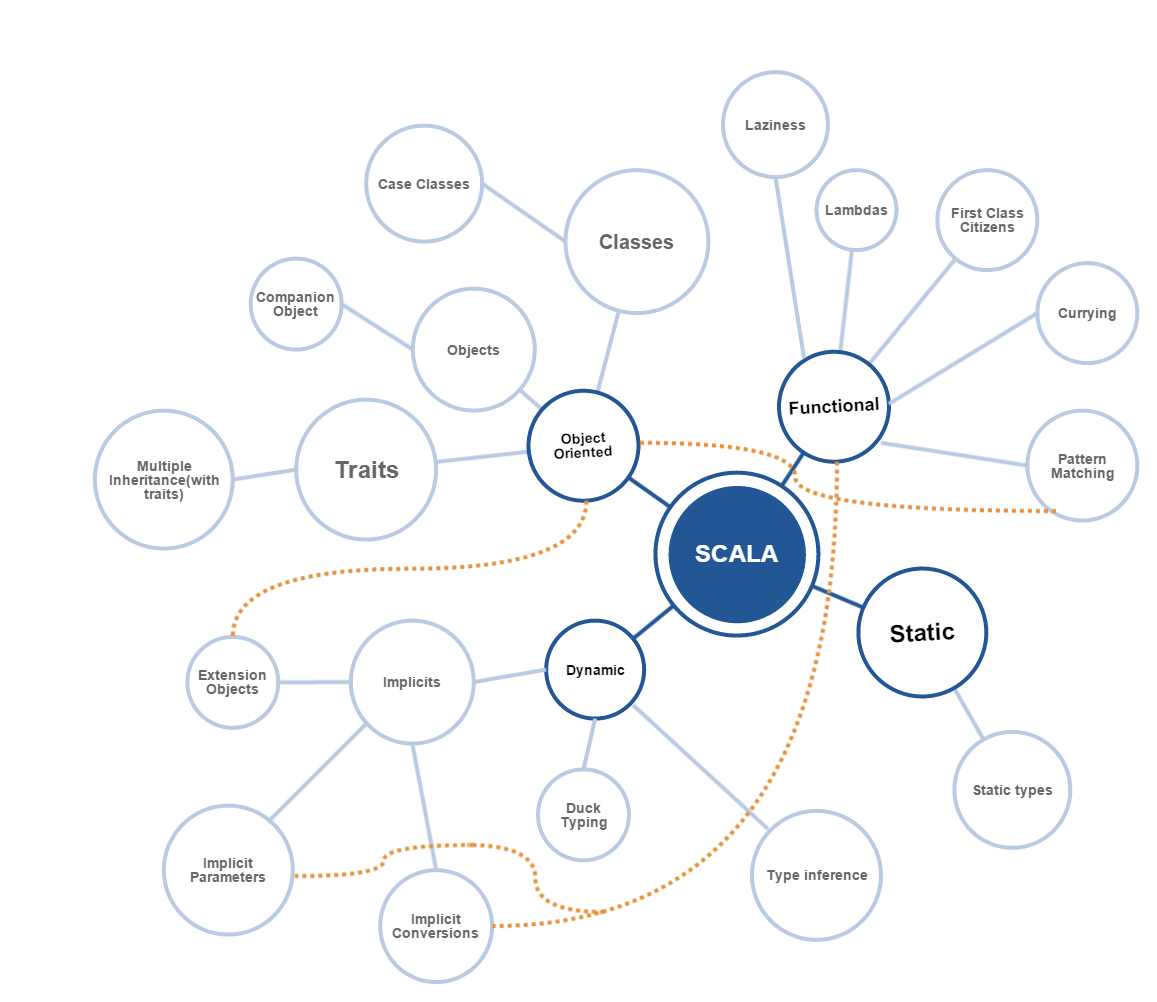 Laziness
Case Classes
Lambdas
First Class
Citizens
Classes
Companion
Object
Currying
Objects
Functional
Object
Oriented
Multiple
Inheritance(with
traits)
Traits
Pattern
Matching
SCALA
Static
Extension
Objects
Implicits
Dynamic
Static types
Duck
Typing
Implicit
Parameters
Type inference
Implicit
Conversions